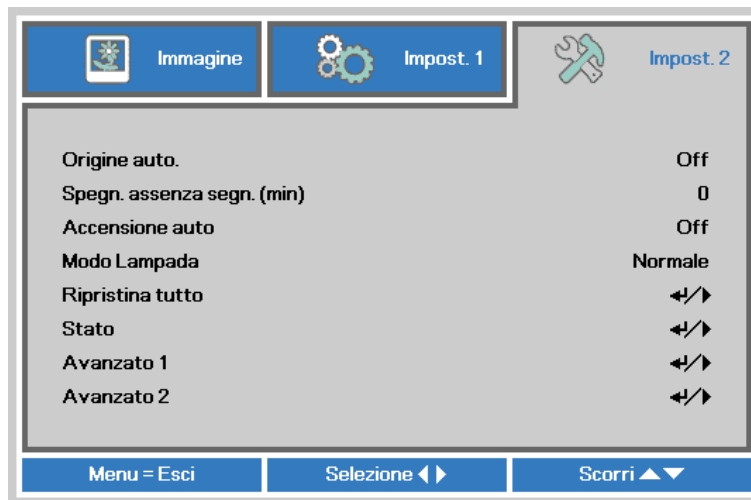 Immagine Impost. 1 Impost. 2
Origine auto. Off
Spegn. assenza segn. (min) 0
Accensione auto Off
Modo Lampada Normale
Ripristina tutto
Stato
Avanzato 1
Avanzato 2
Menu = Esci Selezione Scorri